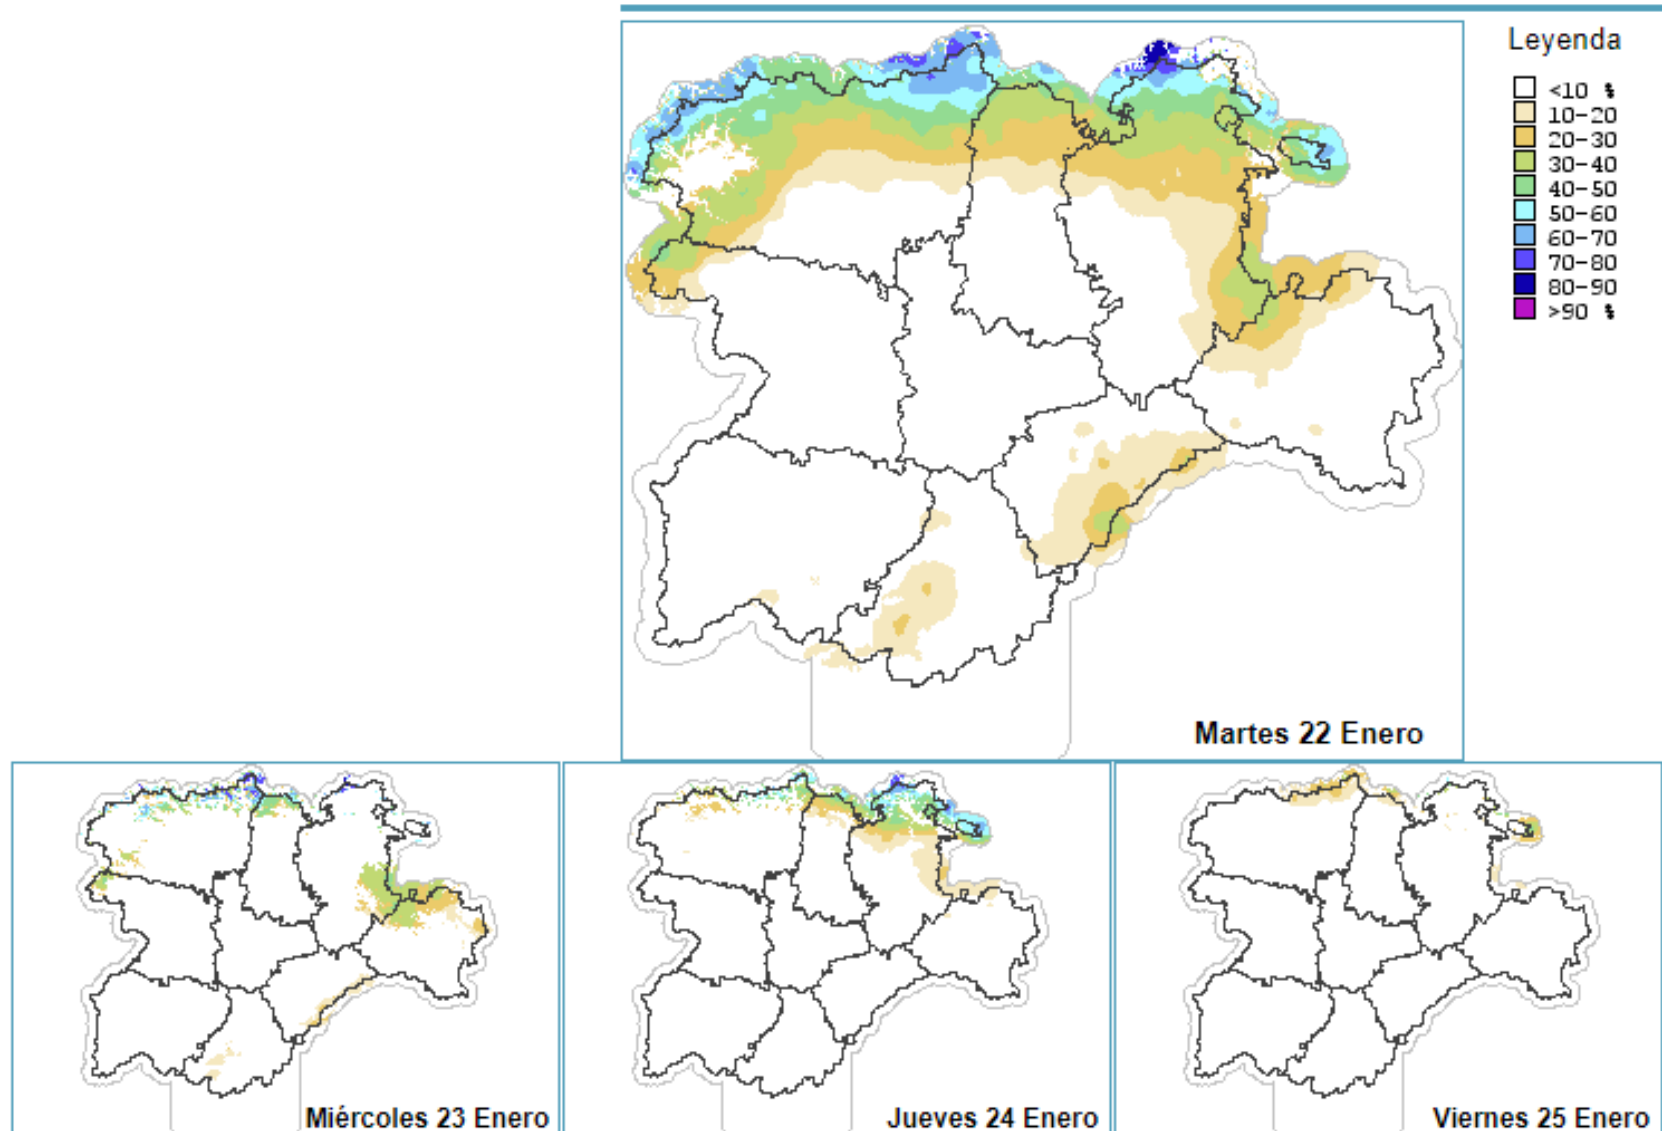 Leyenda
<10 %
10-20
20-30
30-40
40-50
50-60
60-70
70-80
80-90
>90 %
Martes 22 Enero
Miércoles 23 Enero
Jueves 24 Enero
Viernes 25 Enero